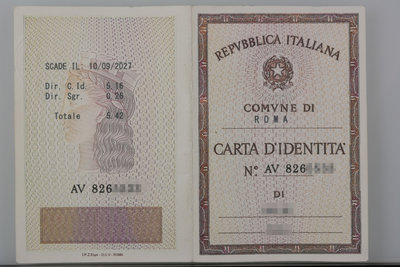 SCADE IL: 10/09/2027
Dir. C.Id. 5.16
Dir. Sgr. 0.26
Totale 5.42
AV 826
REPVBBLICA ITALIANA
COMVNE DI
ROMA
CARTA D'IDENTITÀ
N° AV 826
DI